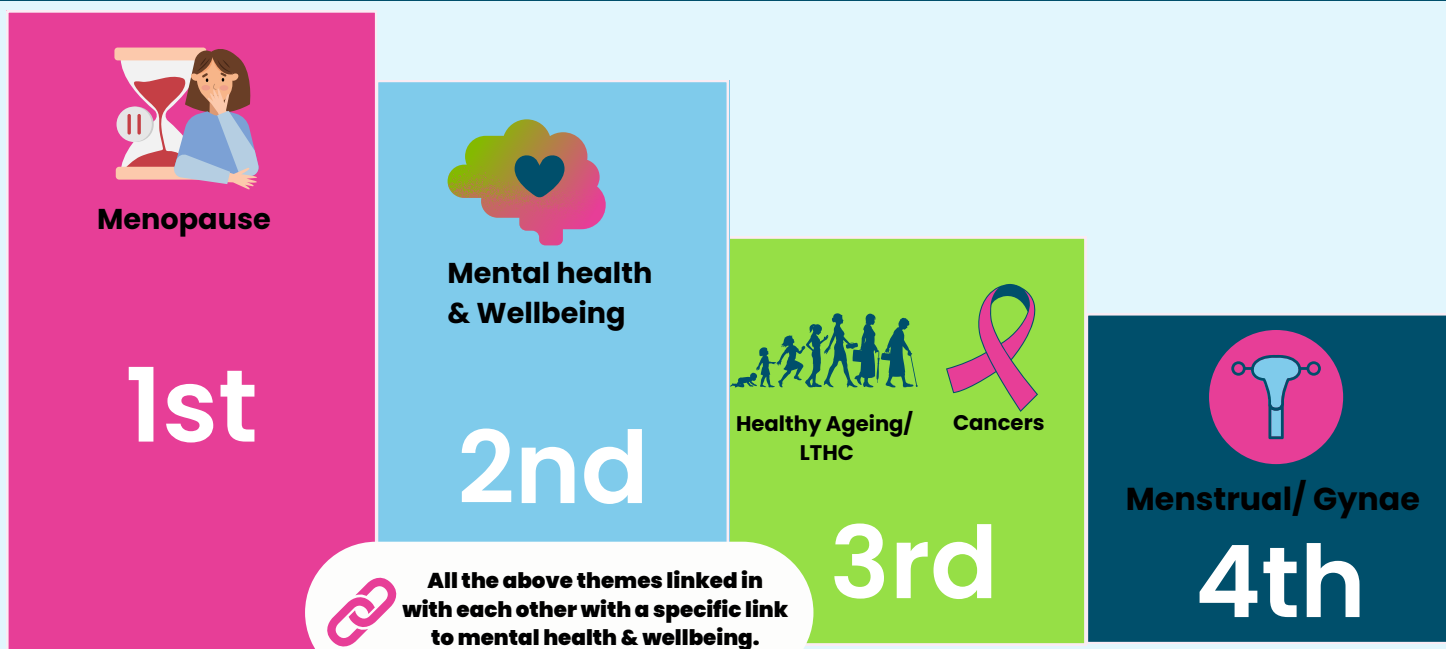 Menopause
1st
Mental health
& Wellbeing
2nd
Healthy Ageing/
LTHC
Cancers
3rd
Menstrual/ Gynae
4th
All the above themes linked in
with each other with a specific link
to mental health & wellbeing.